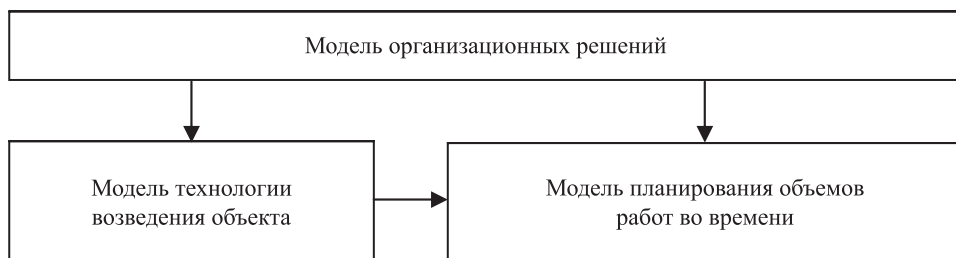 Модель организационных решений
Модель технологии
возведения объекта
Модель планирования объемов
работ во времени